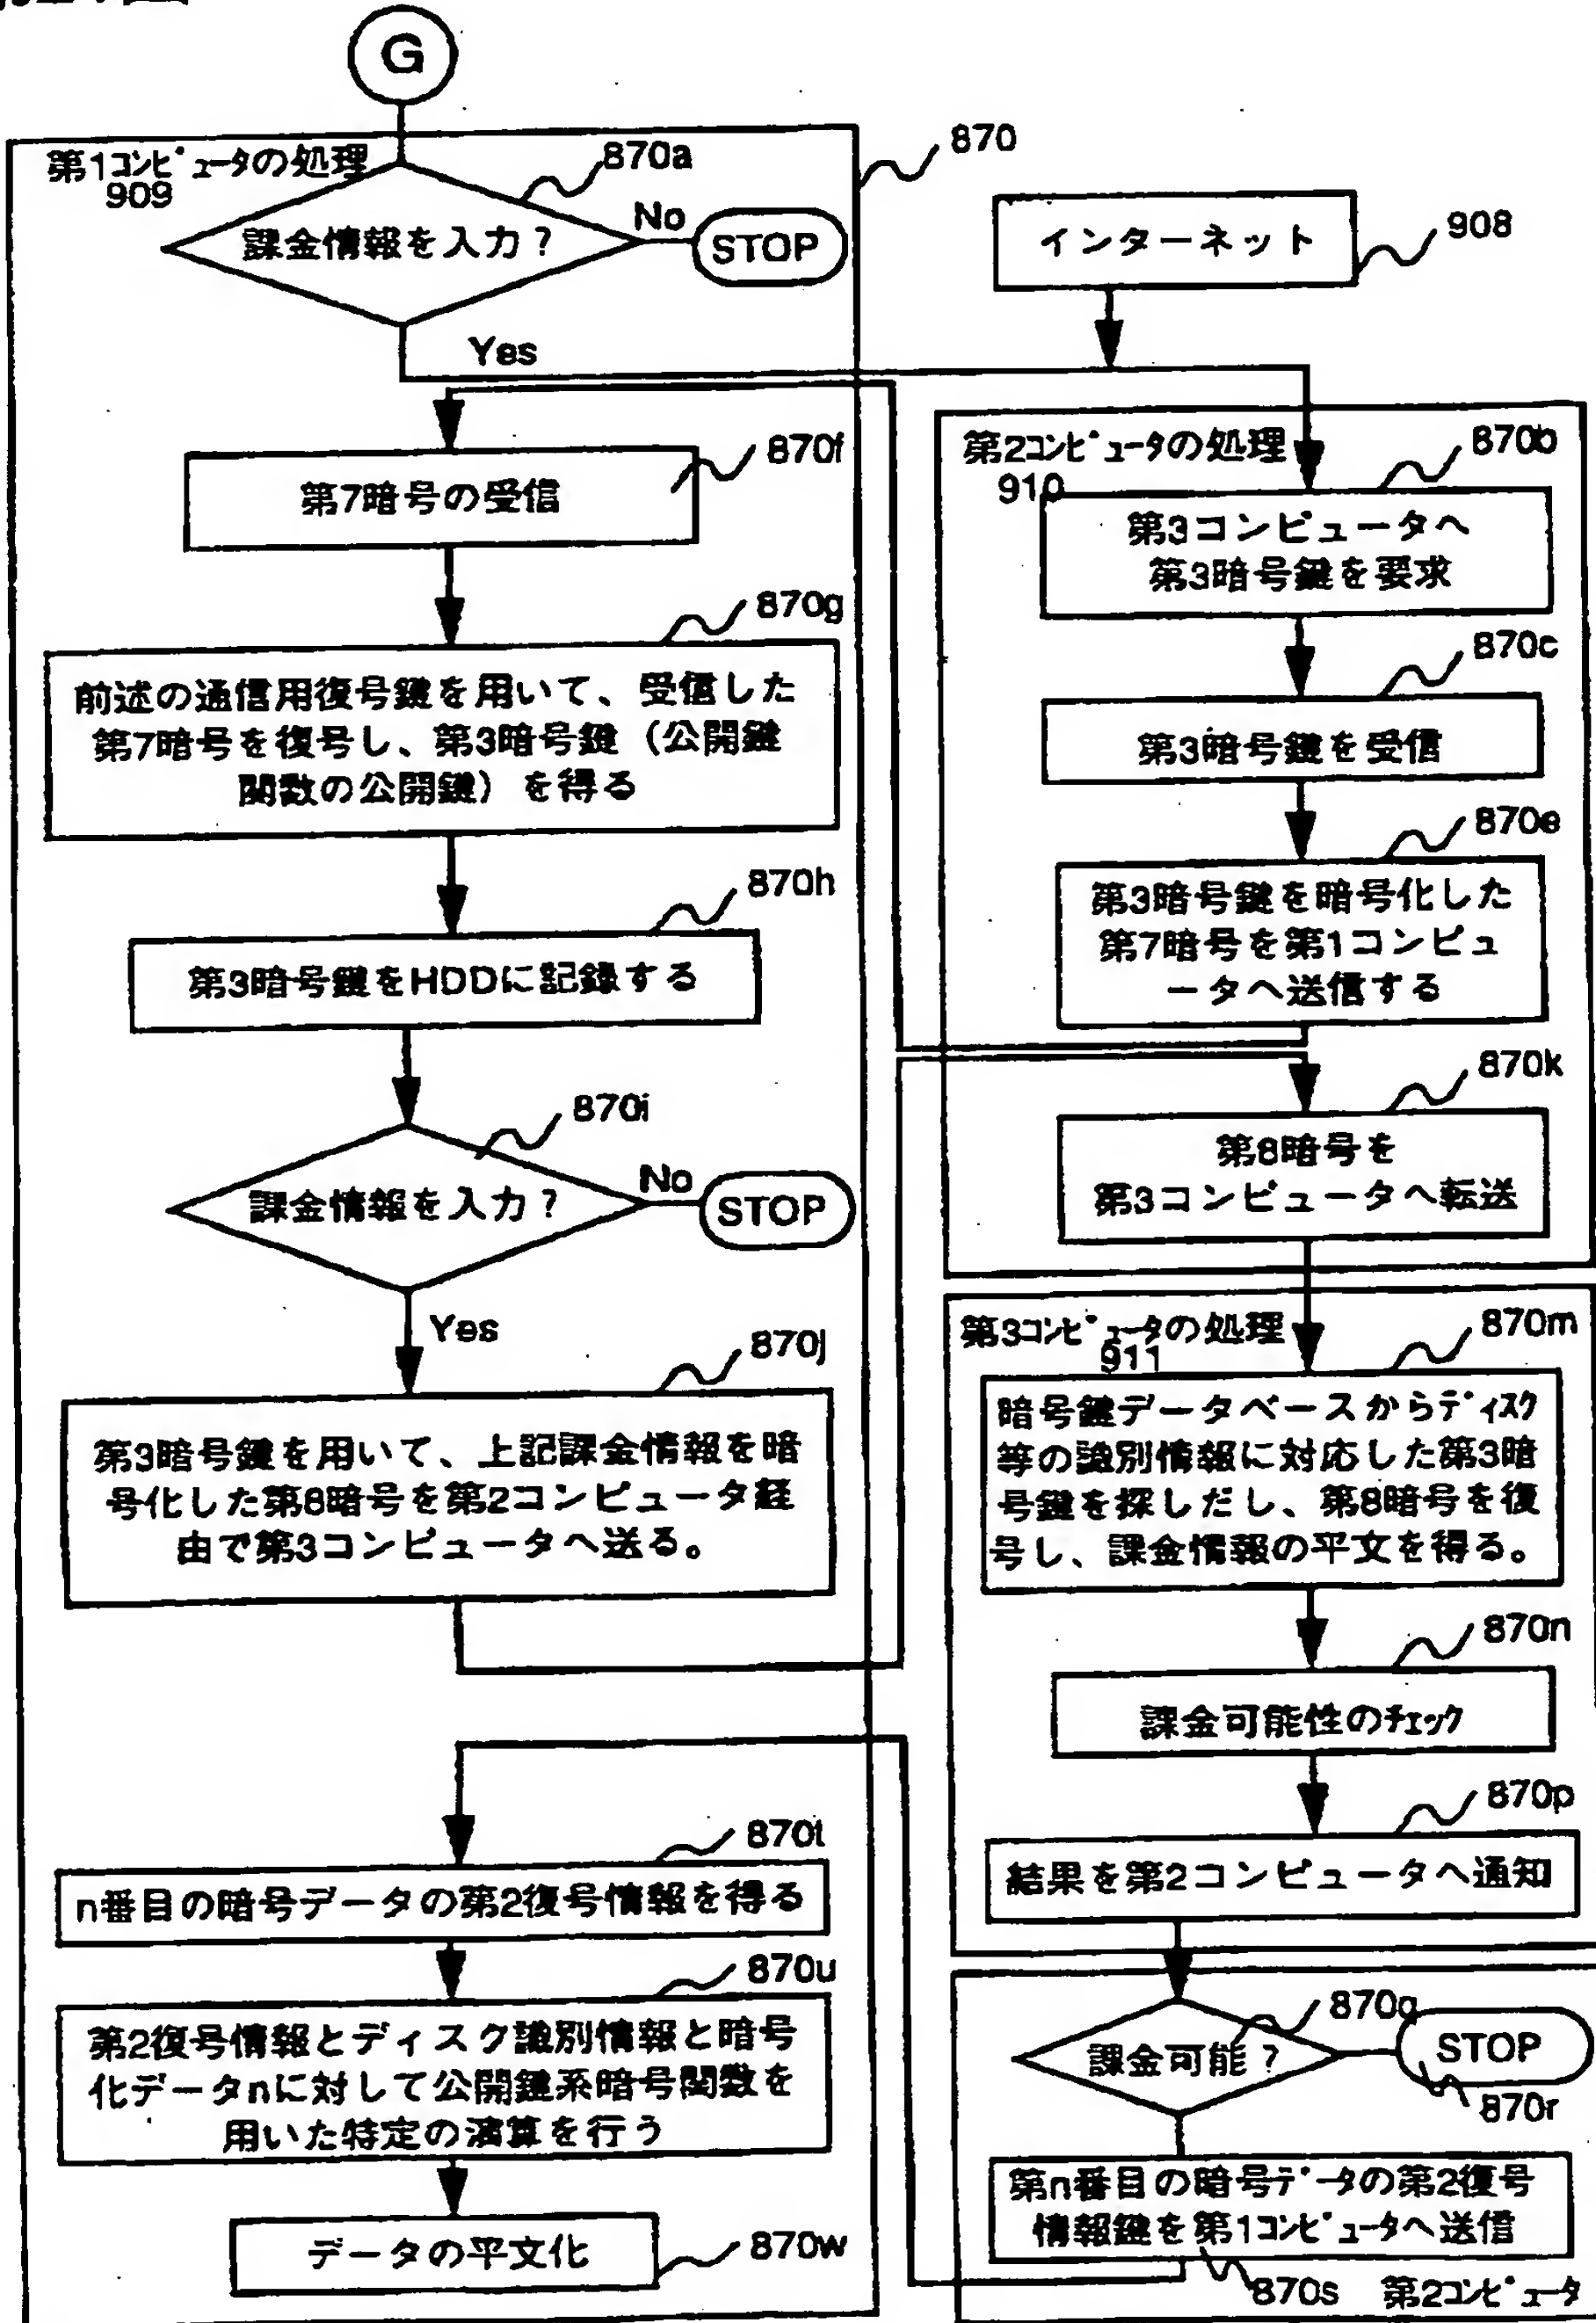 G
第1コンピュータの処理
909
870a
870
課金情報を入力？
No
STOP
インターネット
908
Yes
第7暗号の受信
870f
870g
前述の通信用復号鍵を用いて、受信した
第7暗号を復号し、第3暗号鍵（公開鍵
関数の公開鍵）を得る
870h
第3暗号鍵をHDDに記録する
870i
課金情報を入力？
No
STOP
Yes
870j
第3暗号鍵を用いて、上記課金情報を暗
号化した第8暗号を第2コンピュータ経
由で第3コンピュータへ送る。
第2コンピュータの処理
910
870b
第3コンピュータへ
第3暗号鍵を要求
870c
第3暗号鍵を受信
870e
第3暗号鍵を暗号化した
第7暗号を第1コンピュ
ータへ送信する
870k
第8暗号を
第3コンピュータへ転送
第3コンピュータの処理
911
870m
暗号鍵データベースからディスク
等の識別情報に対応した第3暗
号鍵を探しだし、第8暗号を復
号し、課金情報の平文を得る。
870n
課金可能性のチェック
870p
結果を第2コンピュータへ通知
870q
課金可能？
STOP
870r
第n番目の暗号データの第2復号
情報鍵を第1コンピュータへ送信
870s
第2コンピュータ
870t
n番目の暗号データの第2復号情報を得る
870u
第2復号情報とディスク識別情報と暗号
化データnに対して公開鍵系暗号関数を
用いた特定の演算を行う
データの平文化
870w